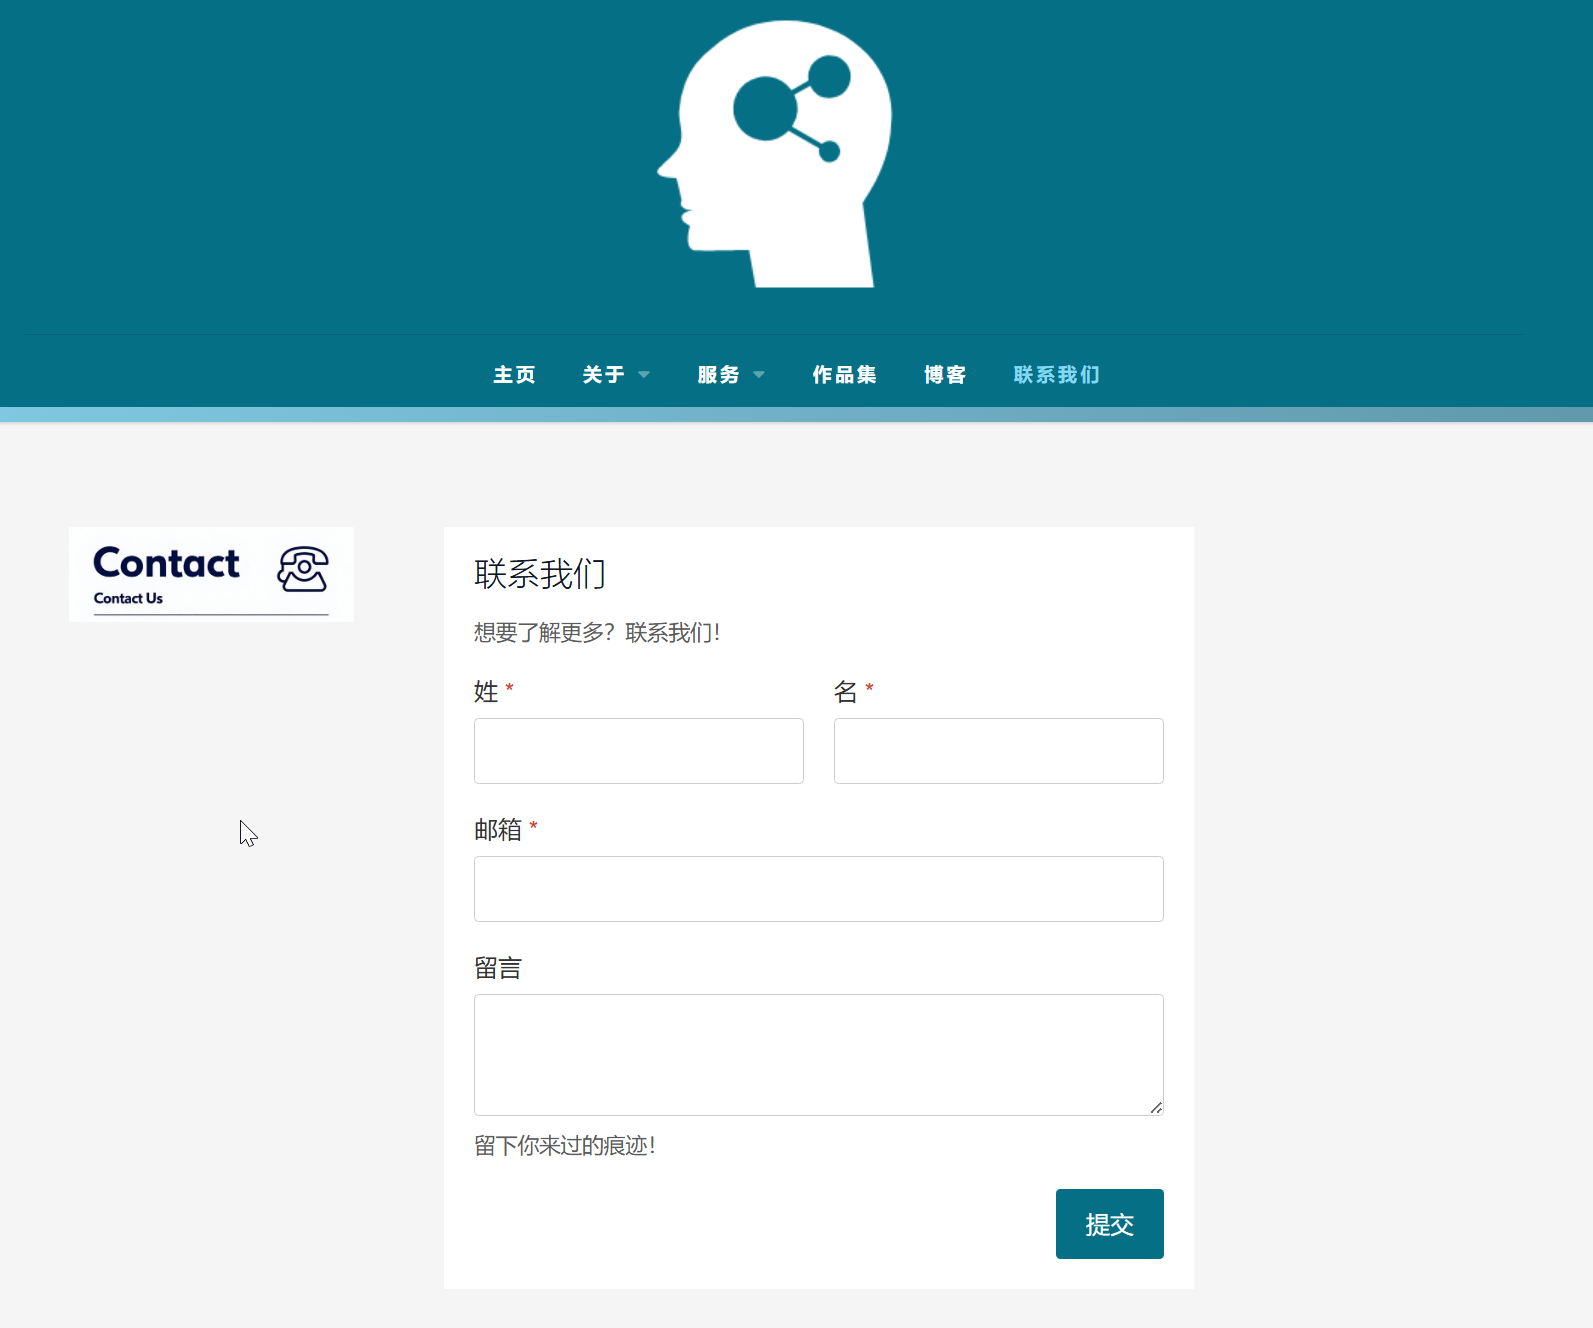 主页 关于 服务 作品集 博客 联系我们
Contact
Contact Us
联系我们
想要了解更多？联系我们！
姓 * 名 *
邮箱 *
留言
留下你来过的痕迹！
提交